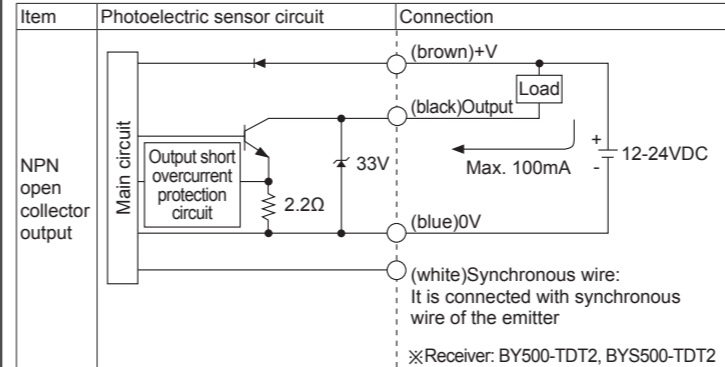 Item
Photoelectric sensor circuit
Connection
NPN
open
collector
output
Main circuit
Output short
overcurrent
protection
circuit
2.2Ω
33V
(brown)+V
Load
(black)Output
Max. 100mA
+
-
12-24VDC
(blue)0V
(white)Synchronous wire:
It is connected with synchronous
wire of the emitter
※Receiver: BY500-TDT2, BYS500-TDT2